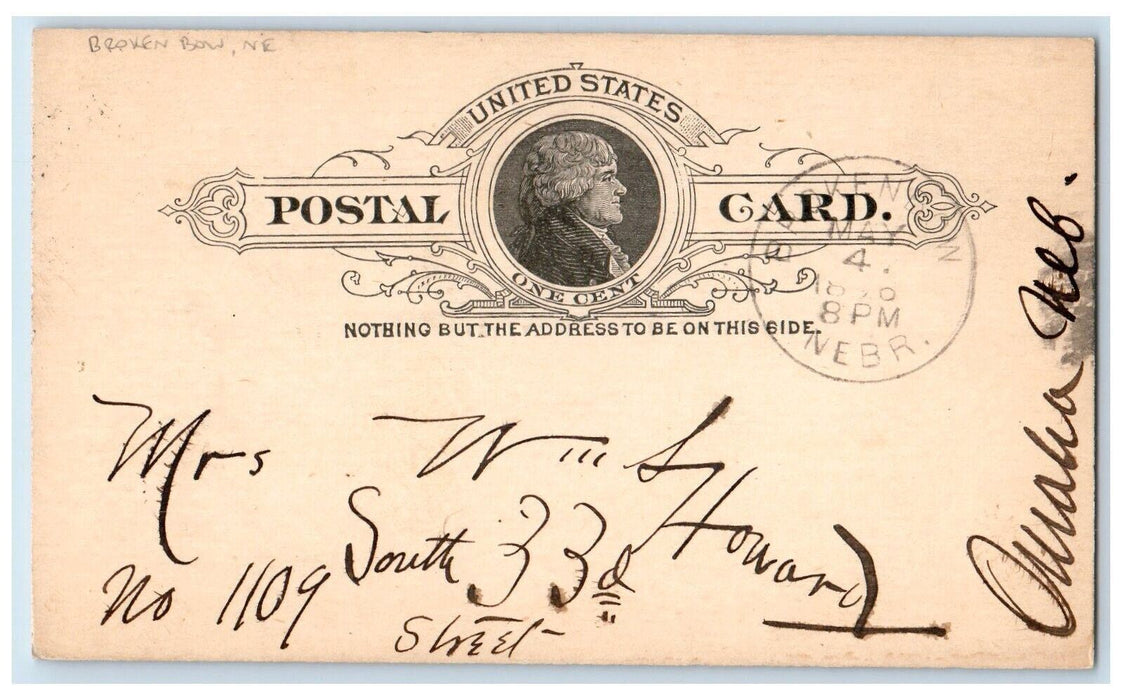 BROKEN BOW, NE
UNITED STATES
POSTAL CARD.
ONE CENT
NOTHING BUT THE ADDRESS TO BE ON THIS SIDE.
MAY
4.
8 PM
NEBR.
Mrs Wm S Howard
No 1109 South 33d
Street
Omaha Neb.